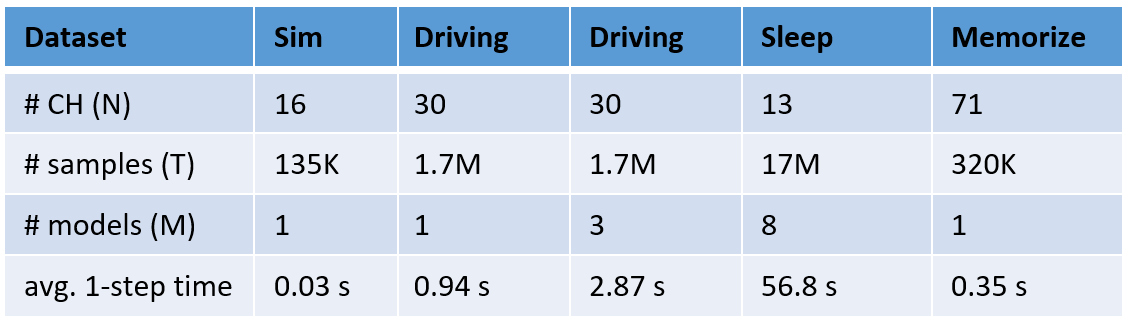 Dataset Sim Driving Driving Sleep Memorize
# CH (N) 16 30 30 13 71
# samples (T) 135K 1.7M 1.7M 17M 320K
# models (M) 1 1 3 8 1
avg. 1-step time 0.03 s 0.94 s 2.87 s 56.8 s 0.35 s